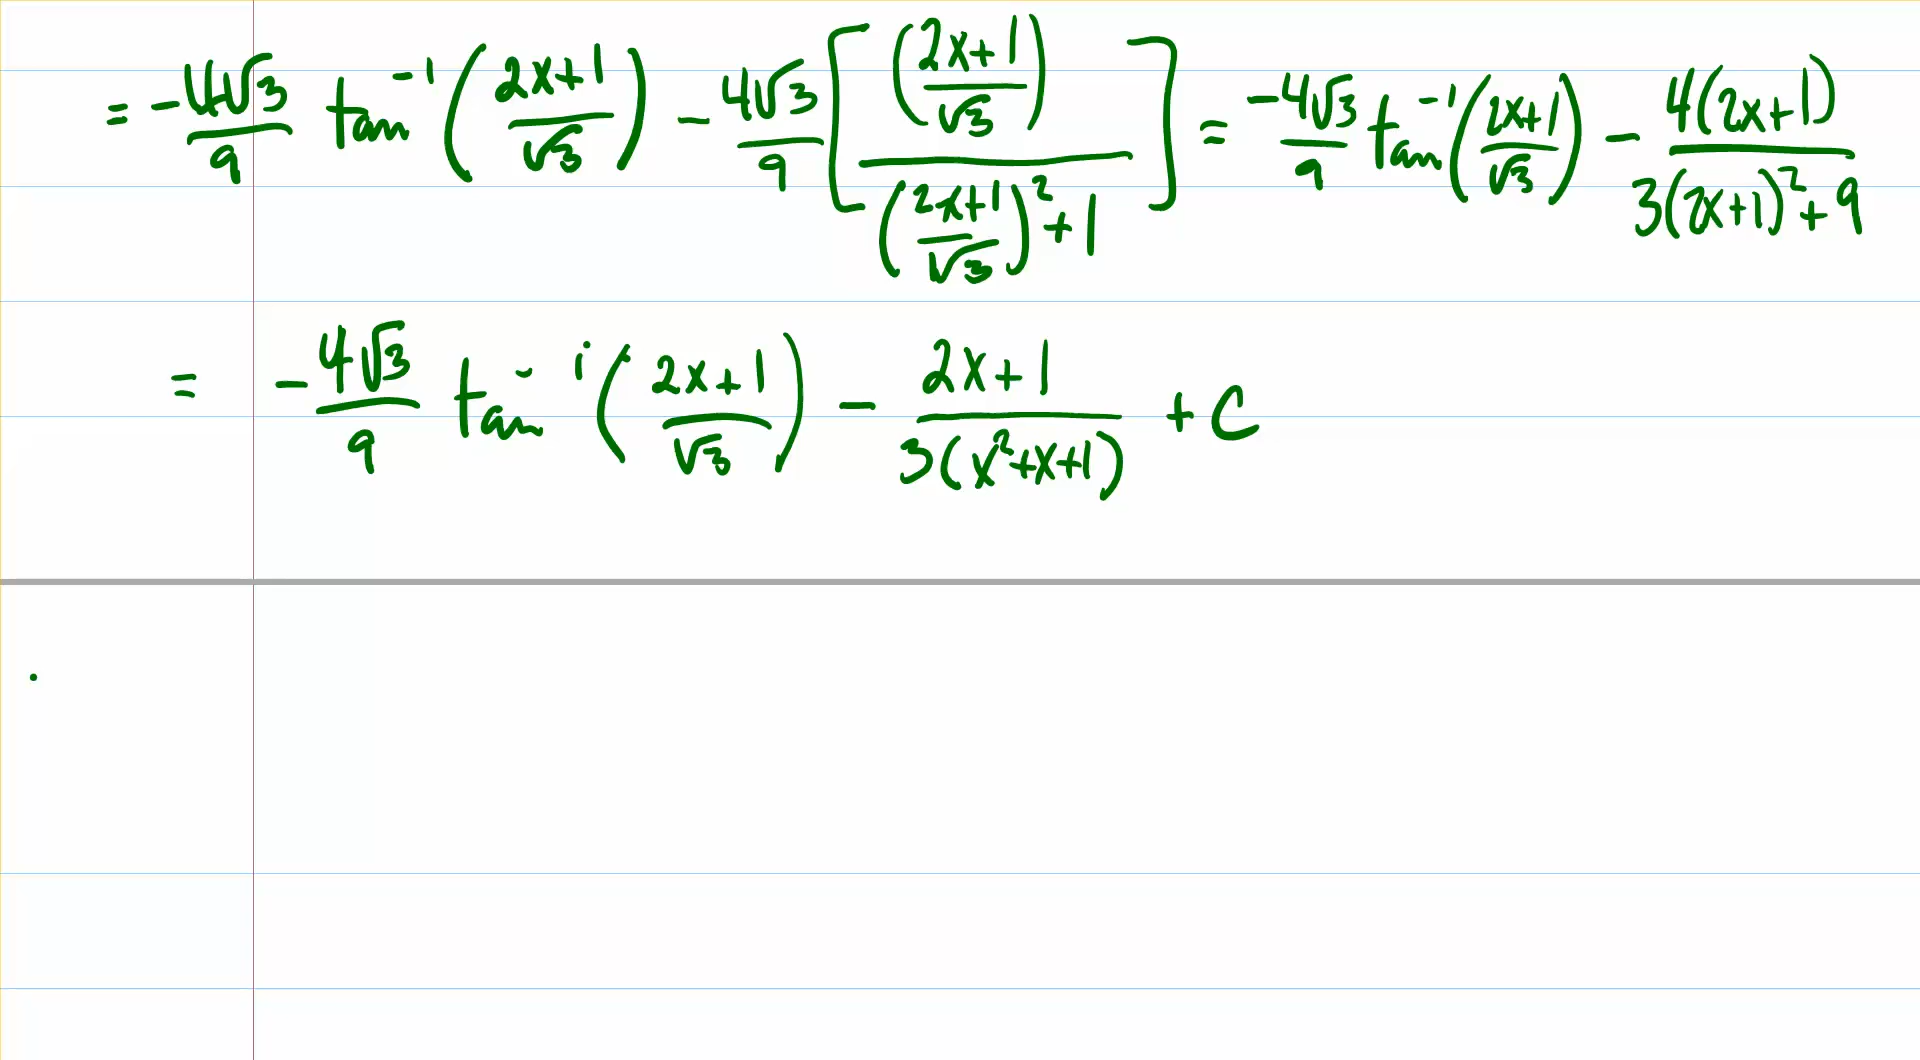 = -4√3/9 tan⁻¹((2x+1)/√3) - 4√3/9 [((2x+1)/√3) / (((2x+1)/√3)² + 1)] = -4√3/9 tan⁻¹((2x+1)/√3) - 4(2x+1)/(3(2x+1)² + 9)
= -4√3/9 tan⁻¹((2x+1)/√3) - (2x+1)/(3(x²+x+1)) + C